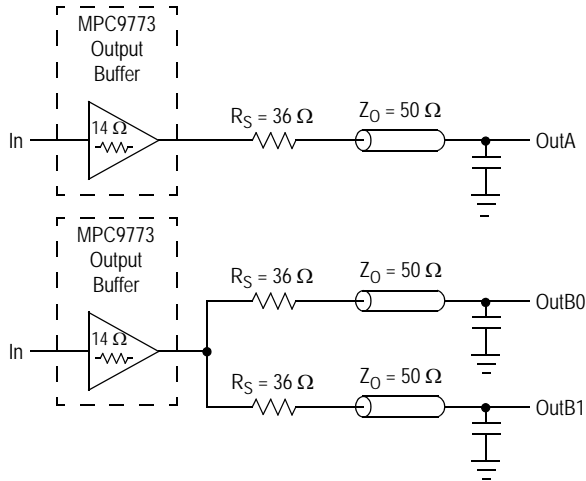 MPC9773
Output
Buffer
In
14 Ω
R_S = 36 Ω
Z_O = 50 Ω
OutA
MPC9773
Output
Buffer
In
14 Ω
R_S = 36 Ω
Z_O = 50 Ω
OutB0
R_S = 36 Ω
Z_O = 50 Ω
OutB1